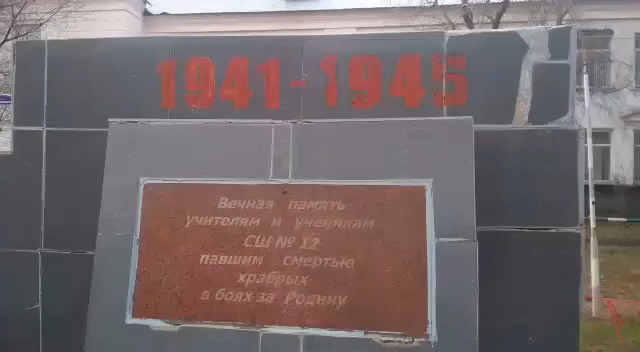 1941-1945
Вечная память
учителям и ученикам
СШ № 12
павшим смертью
храбрых
в боях за Родину